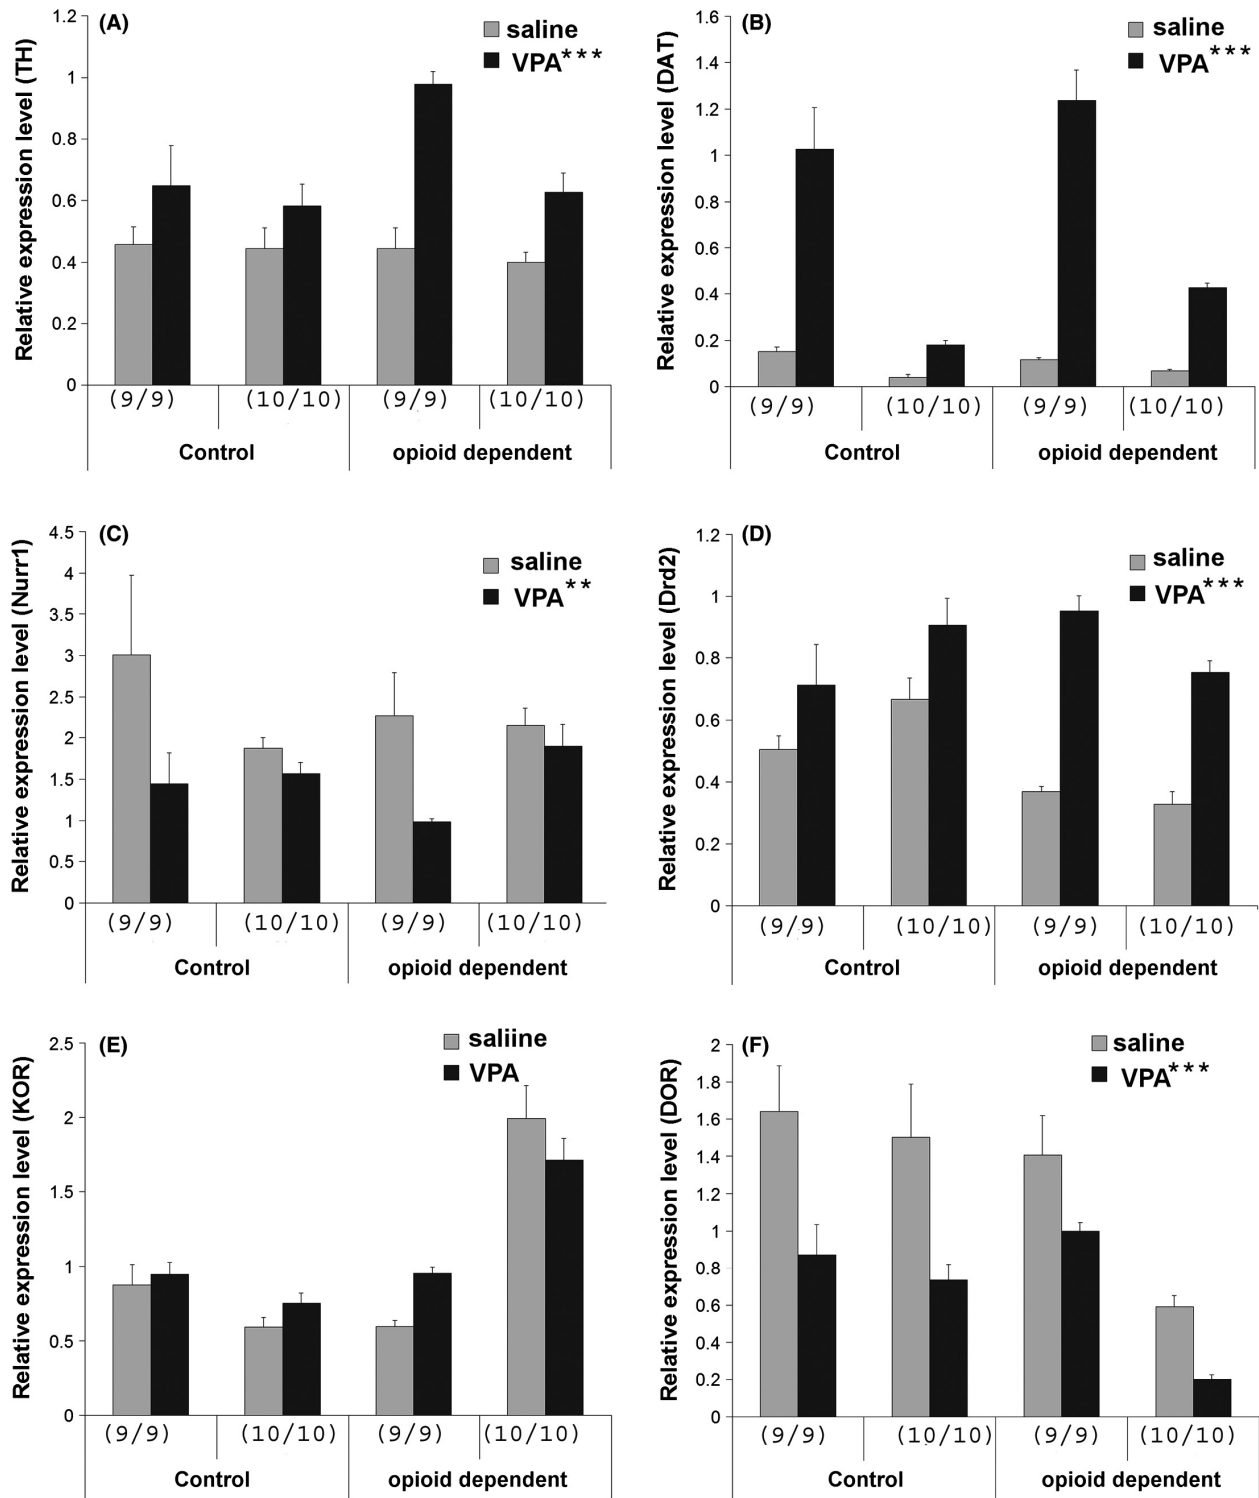 (A)
saline
VPA***
Relative expression level (TH)
1.2
1
0.8
0.6
0.4
0.2
0
(9/9) (10/10) (9/9) (10/10)
Control opioid dependent
(B)
saline
VPA***
Relative expression level (DAT)
1.6
1.4
1.2
1
0.8
0.6
0.4
0.2
0
(9/9) (10/10) (9/9) (10/10)
Control opioid dependent
(C)
saline
VPA**
Relative expression level (Nurr1)
4.5
4
3.5
3
2.5
2
1.5
1
0.5
0
(9/9) (10/10) (9/9) (10/10)
Control opioid dependent
(D)
saline
VPA***
Relative expression level (Drd2)
1.2
1
0.8
0.6
0.4
0.2
0
(9/9) (10/10) (9/9) (10/10)
Control opioid dependent
(E)
saliine
VPA
Relative expression level (KOR)
2.5
2
1.5
1
0.5
0
(9/9) (10/10) (9/9) (10/10)
Control opioid dependent
(F)
saline
VPA***
Relative expression level (DOR)
2
1.8
1.6
1.4
1.2
1
0.8
0.6
0.4
0.2
0
(9/9) (10/10) (9/9) (10/10)
Control opioid dependent